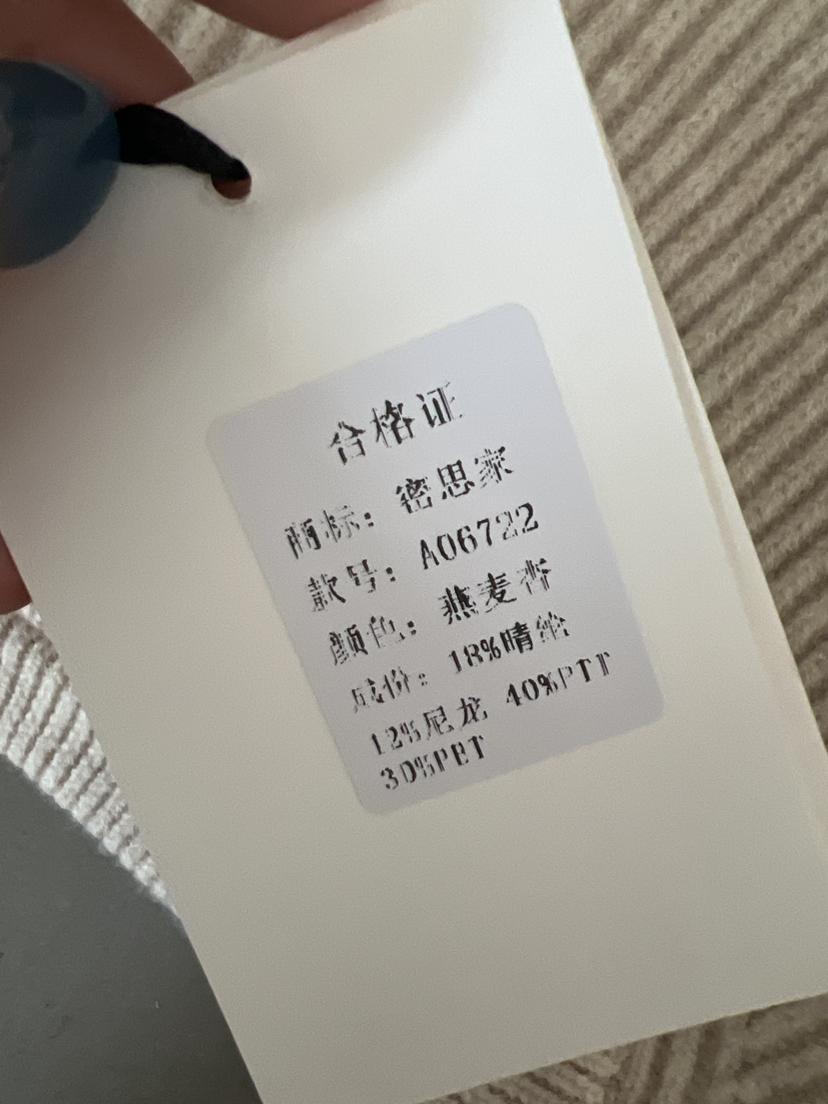 合格证
商标：密思家
款号：A06722
颜色：燕麦杏
成份：18%晴纶
12%尼龙 40%PTT
30%PBT